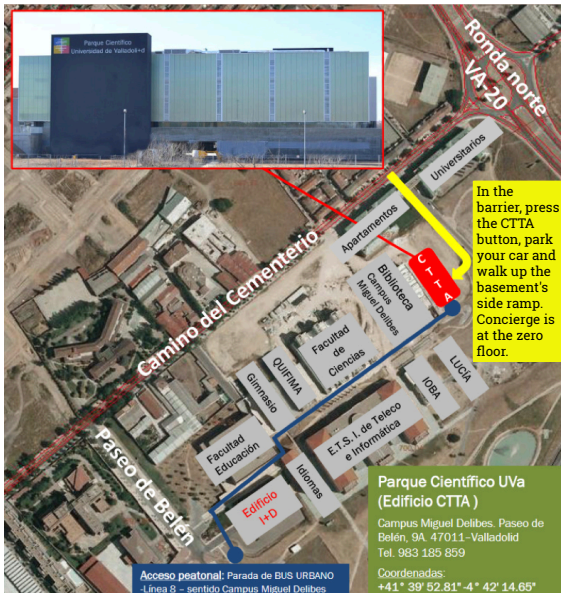 Parque Científico
Universidad de Valladoli+d
Ronda norte
VA-20
Universitarios
Apartamentos
In the
barrier, press
the CTTA
button, park
your car and
walk up the
basement's
side ramp.
Concierge is
at the zero
floor.
CTTA
Biblioteca
Campus
Miguel Delibes
Camino del Cementerio
Facultad
de
Ciencias
QUIFIMA
Gimnasio
LUCÍA
IOBA
E.T.S. I. de Teleco
e Informática
Facultad
Educación
Idiomas
Paseo de Belén
Edificio
I+D
Parque Científico UVa
(Edificio CTTA )
Campus Miguel Delibes. Paseo de
Belén, 9A. 47011-Valladolid
Tel. 983 185 859
Coordenadas:
+41° 39' 52.81" -4° 42' 14.65"
Acceso peatonal: Parada de BUS URBANO
-Línea 8 – sentido Campus Miguel Delibes